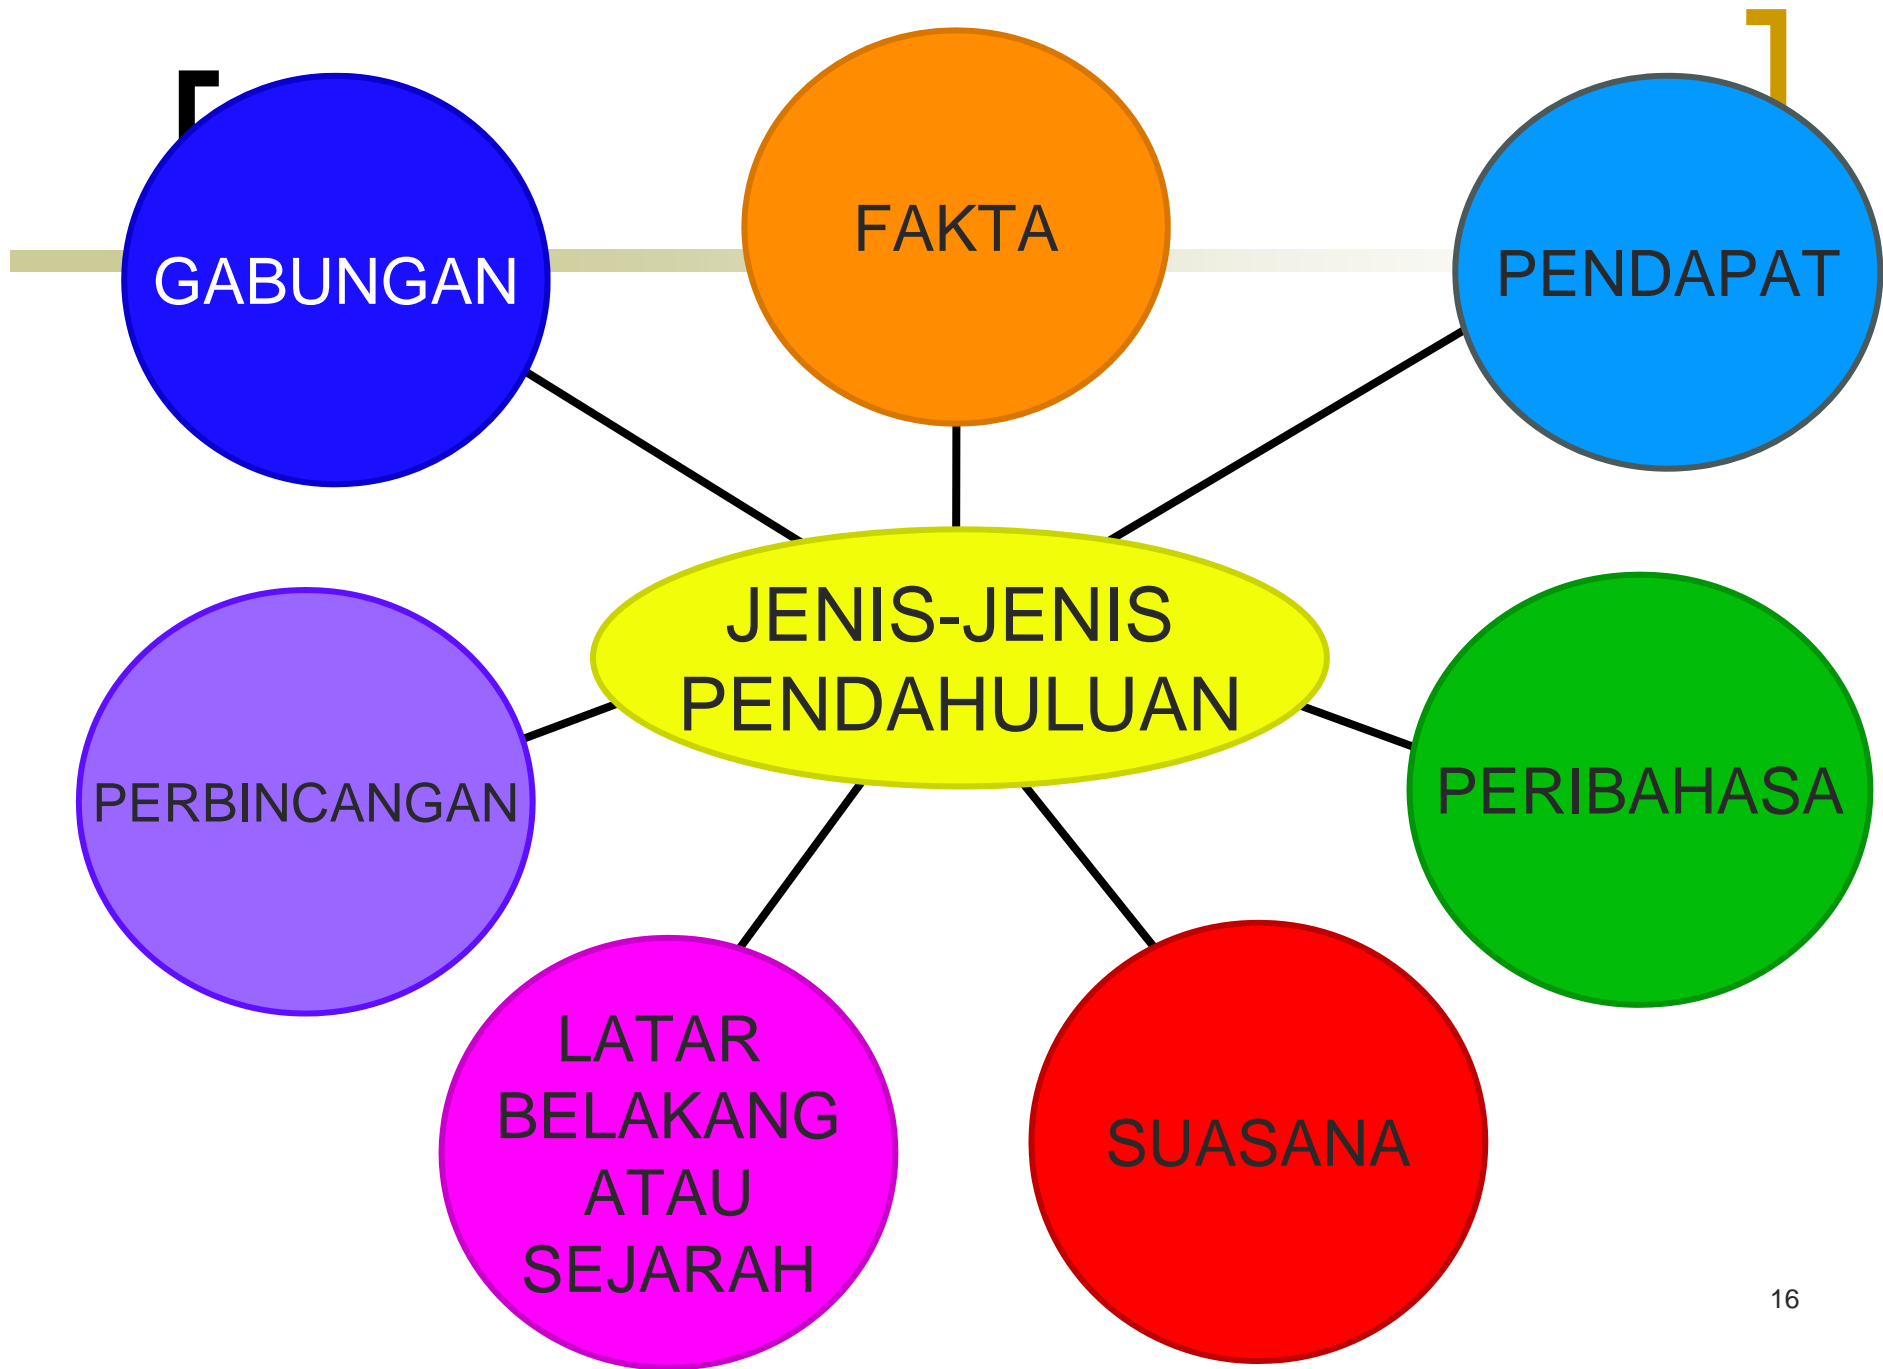 FAKTA
GABUNGAN
PENDAPAT
JENIS-JENIS
PENDAHULUAN
PERBINCANGAN
PERIBAHASA
LATAR
BELAKANG
ATAU
SEJARAH
SUASANA
16